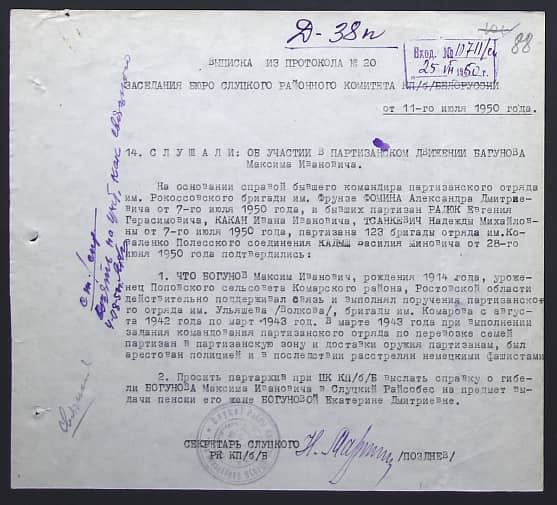 Д-38п
88
Вход. №
25 VII 1950 г.
ВЫПИСКА ИЗ ПРОТОКОЛА № 20
ЗАСЕДАНИЯ БЮРО СЛУЦКОГО РАЙОННОГО КОМИТЕТА КП/б/БЕЛОРУССИИ
от 11-го июля 1950 года.
14. С Л У Ш А Л И: ОБ УЧАСТИИ В ПАРТИЗАНСКОМ ДВИЖЕНИИ БАГУНОВА
Максима Ивановича.
На основании справой бывшего командира партизанского отряда
им. Рокоссовского бригады им. Фрунзе ФОМИНА Александра Дмитрие-
вича от 7-го июля 1950 года, и бывших партизан РАДЮК Евгения
Герасимовича, КАКАН Ивана Ивановича, ТСАНКЕВИЧ Надежды Михайлов-
ны от 7-го июля 1950 года, партизана 123 бригады отряда им.Ко-
валенко Полесского соединения Василия Миновича от 28-го
июня 1950 года подтвердились:
1. ЧТО БОГУНОВ Максим Иванович, рождения 1914 года, уроже-
нец Поповского сельсовета Комарского района, Ростовской области
действительно поддерживал связь и выполнял поручения партизанско-
го отряда им. Ульяшева /Волкова/, бригады им. Комарова с авгус-
та 1942 года по март 1943 год. В марте 1943 года при выполнении
задания командования партизанского отряда по перевозке семей
партизан в партизанскую зону и доставки оружия партизанам, был
арестован полицией и в последствии расстрелян немецкими фашистами
2. Просить партархив при ЦК КП/б/Б выслать справку о гибе-
ли БОГУНОВА Максима Ивановича в Слуцкий Райсобес на предмет вы-
дачи пенсии его жене БОГУНОВОЙ Екатерине Дмитриевне.
СЕКРЕТАРЬ СЛУЦКОГО
РК КП/б/Б
/ПОЗДНЕВ/